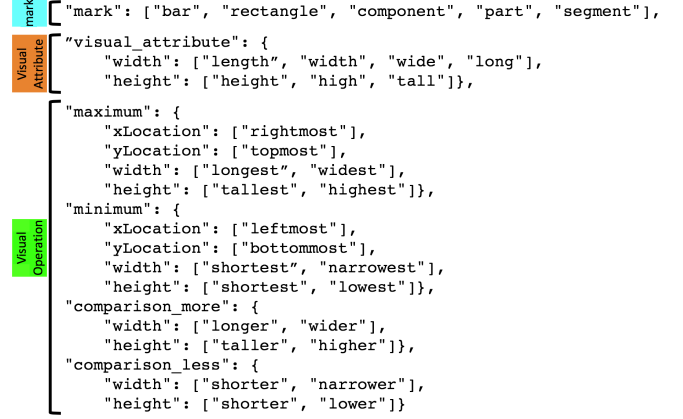 mark
"mark": ["bar", "rectangle", "component", "part", "segment"],
Visual
Attribute
”visual_attribute": {
"width": ["length”, "width", "wide", "long"],
"height": ["height", "high", "tall"]},
Visual
Operation
"maximum": {
"xLocation": ["rightmost"],
"yLocation": ["topmost"],
"width": ["longest”, "widest"],
"height": ["tallest", "highest"]},
"minimum": {
"xLocation": ["leftmost"],
"yLocation": ["bottommost"],
"width": ["shortest”, "narrowest"],
"height": ["shortest", "lowest"]},
"comparison_more": {
"width": ["longer", "wider"],
"height": ["taller", "higher"]},
"comparison_less": {
"width": ["shorter", "narrower"],
"height": ["shorter", "lower"]}